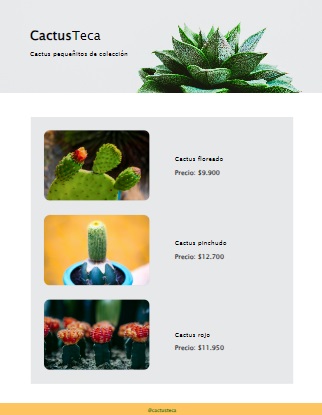 CactusTeca
Cactus pequeñitos de colección
Cactus floreado
Precio: $9.900
Cactus pinchudo
Precio: $12.700
Cactus rojo
Precio: $11.950
@cactusteca